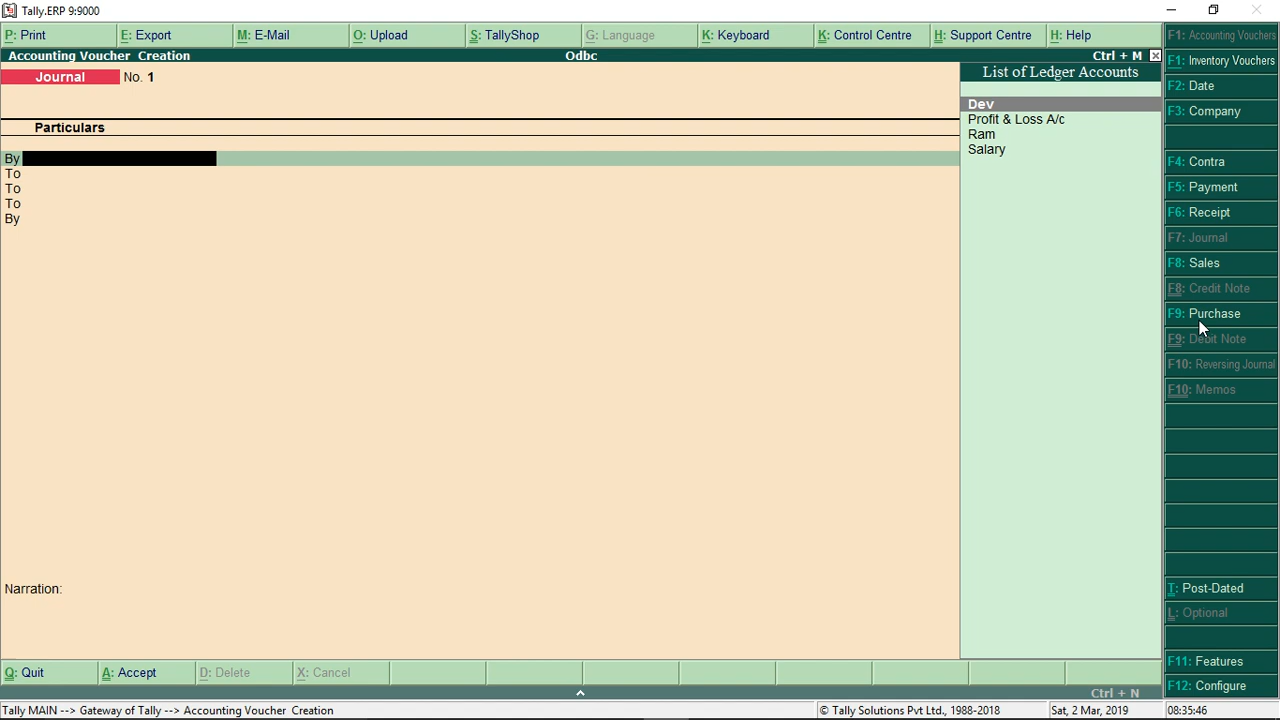 Tally.ERP 9:9000
P: Print E: Export M: E-Mail O: Upload S: TallyShop G: Language K: Keyboard K: Control Centre H: Support Centre H: Help
Accounting Voucher Creation Odbc Ctrl + M
Journal No. 1
Particulars
By
To
To
To
By
Narration:
List of Ledger Accounts
Dev
Profit & Loss A/c
Ram
Salary
F1: Accounting Vouchers
F1: Inventory Vouchers
F2: Date
F3: Company
F4: Contra
F5: Payment
F6: Receipt
F7: Journal
F8: Sales
F8: Credit Note
F9: Purchase
F9: Debit Note
F10: Reversing Journal
F10: Memos
T: Post-Dated
L: Optional
F11: Features
F12: Configure
Q: Quit A: Accept D: Delete X: Cancel
Ctrl + N
Tally MAIN --> Gateway of Tally --> Accounting Voucher Creation © Tally Solutions Pvt Ltd., 1988-2018 Sat, 2 Mar, 2019 08:35:46